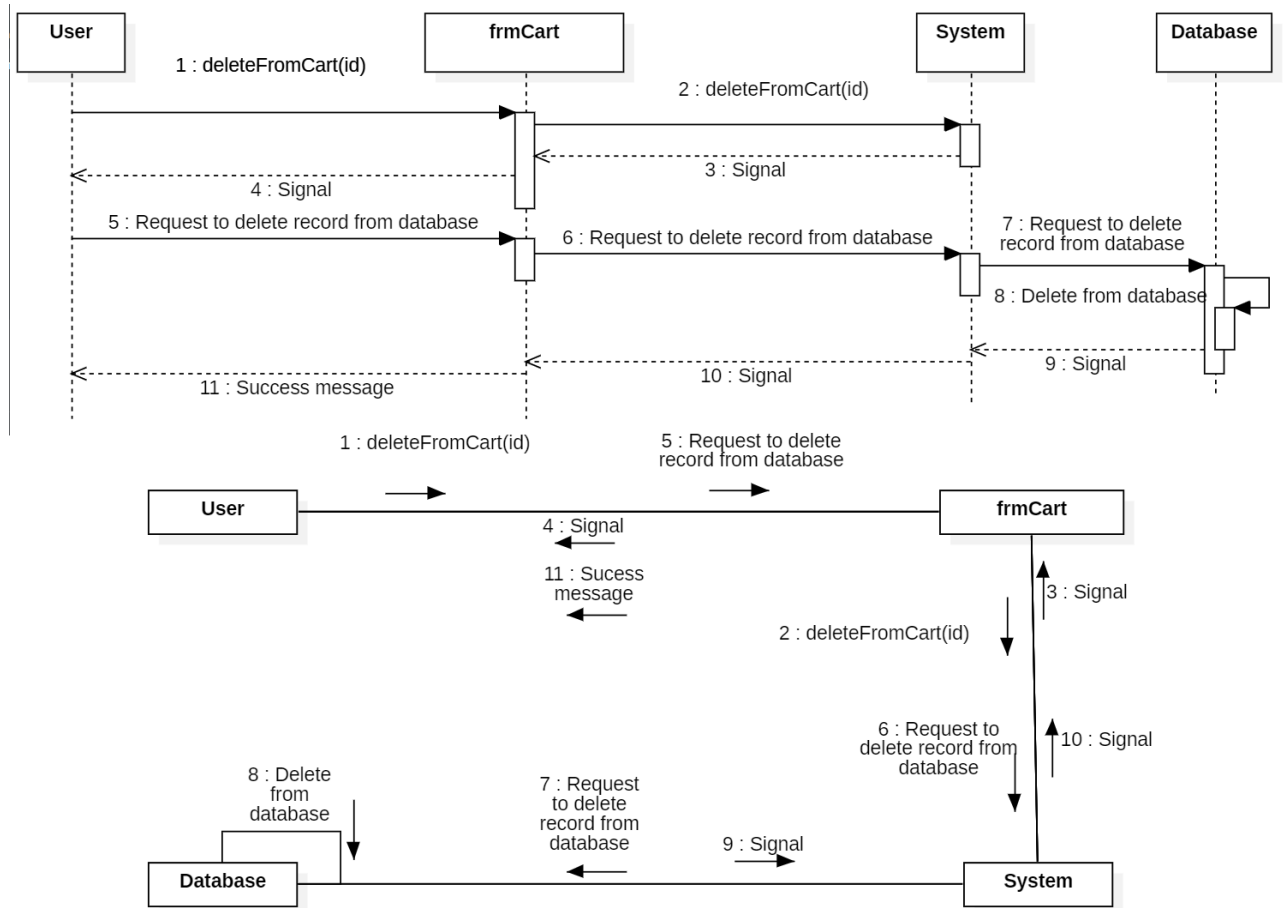 User
frmCart
System
Database
1 : deleteFromCart(id)
2 : deleteFromCart(id)
3 : Signal
4 : Signal
5 : Request to delete record from database
6 : Request to delete record from database
7 : Request to delete
record from database
8 : Delete from database
9 : Signal
10 : Signal
11 : Success message
1 : deleteFromCart(id)
5 : Request to delete
record from database
User
frmCart
4 : Signal
11 : Sucess
message
3 : Signal
2 : deleteFromCart(id)
6 : Request to
delete record from
database
10 : Signal
8 : Delete
from
database
7 : Request
to delete
record from
database
9 : Signal
Database
System